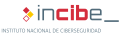 incibe_
INSTITUTO NACIONAL DE CIBERSEGURIDAD